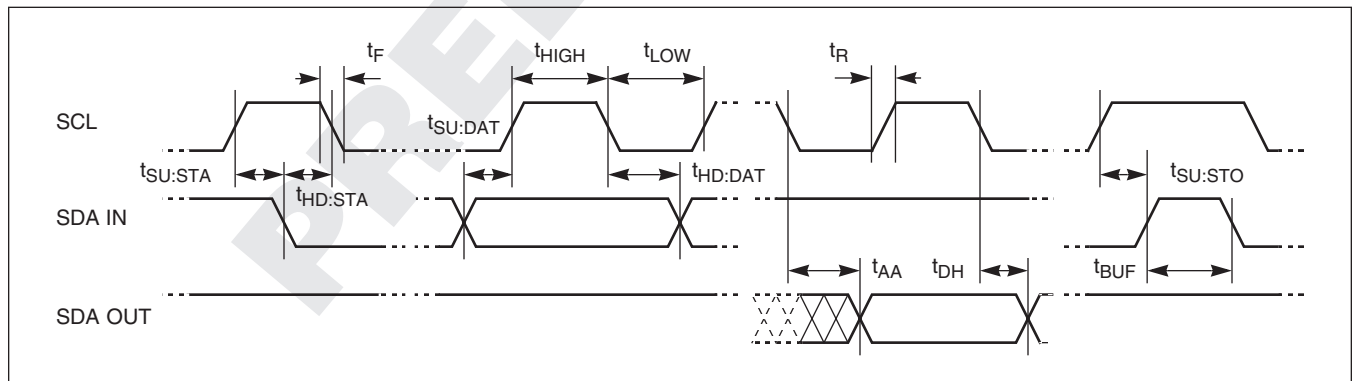 PRE
tF
tHIGH
tLOW
tR
SCL
tSU:DAT
tSU:STA
tHD:STA
tHD:DAT
tSU:STO
SDA IN
tAA
tDH
tBUF
SDA OUT